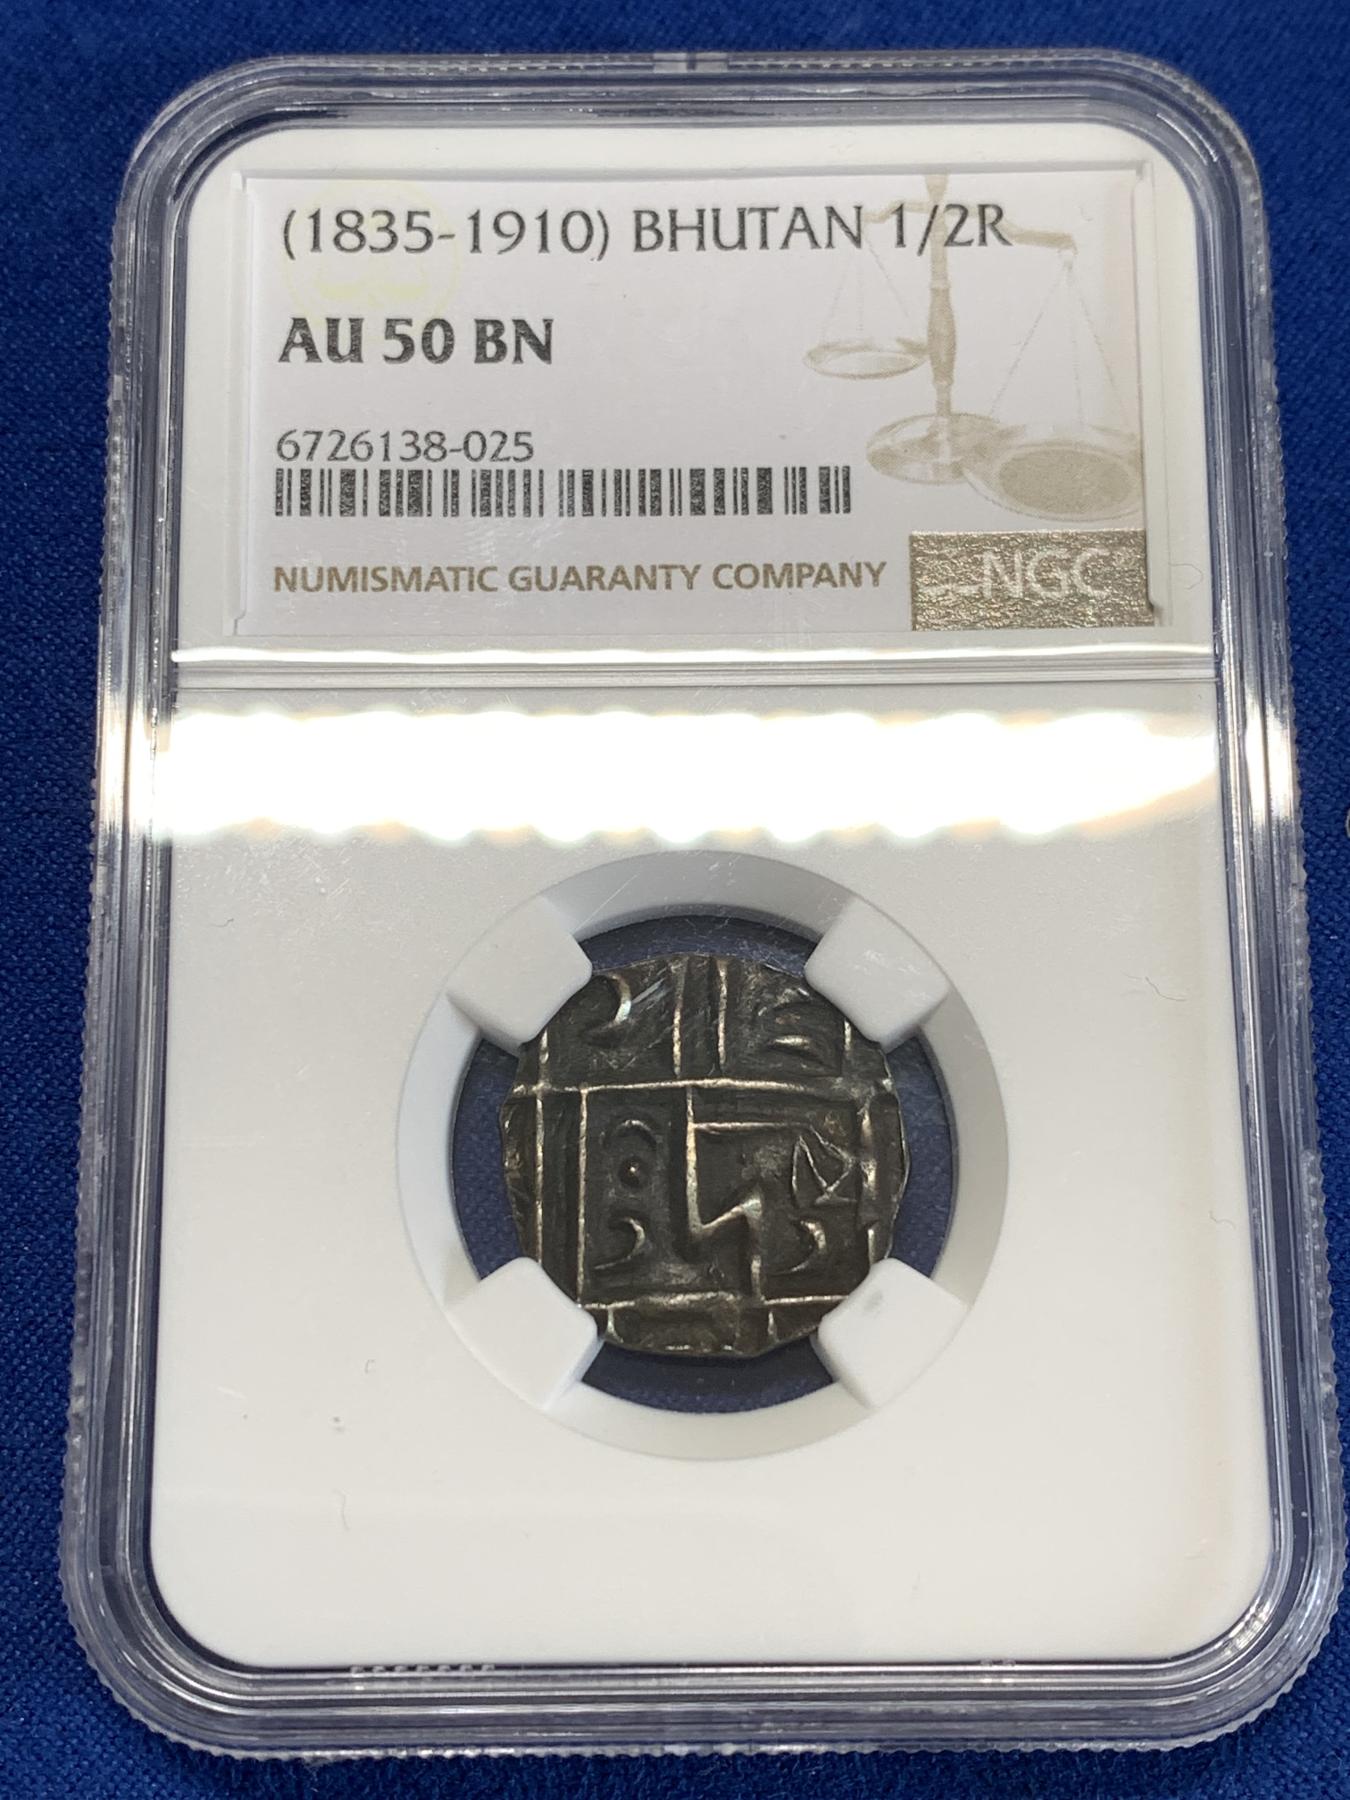 (1835-1910) BHUTAN 1/2R
AU 50 BN
6726138-025
NUMISMATIC GUARANTY COMPANY
NGC